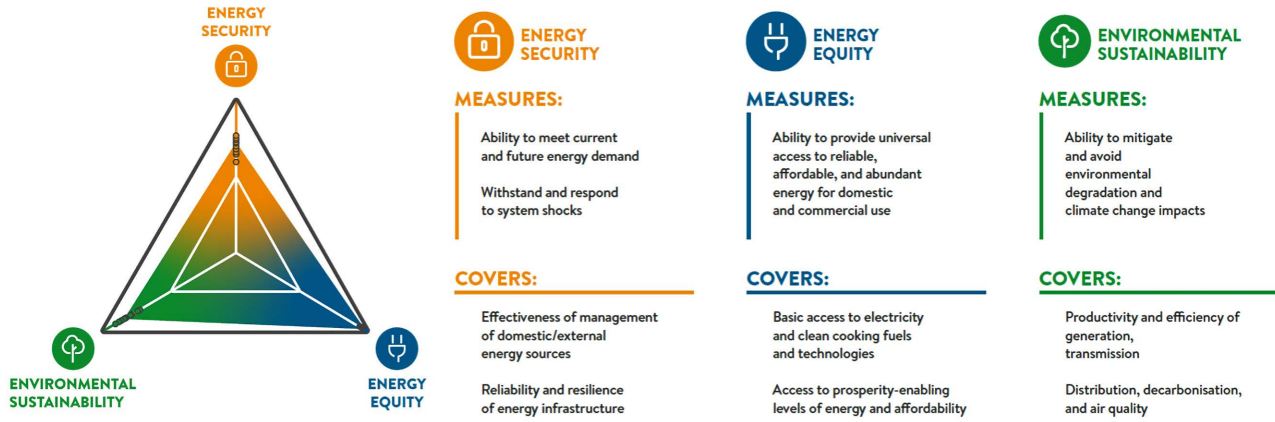 ENERGY
SECURITY
ENVIRONMENTAL
SUSTAINABILITY
ENERGY
EQUITY
ENERGY
SECURITY
MEASURES:
Ability to meet current
and future energy demand
Withstand and respond
to system shocks
COVERS:
Effectiveness of management
of domestic/external
energy sources
Reliability and resilience
of energy infrastructure
ENERGY
EQUITY
MEASURES:
Ability to provide universal
access to reliable,
affordable, and abundant
energy for domestic
and commercial use
COVERS:
Basic access to electricity
and clean cooking fuels
and technologies
Access to prosperity-enabling
levels of energy and affordability
ENVIRONMENTAL
SUSTAINABILITY
MEASURES:
Ability to mitigate
and avoid
environmental
degradation and
climate change impacts
COVERS:
Productivity and efficiency of
generation,
transmission
Distribution, decarbonisation,
and air quality